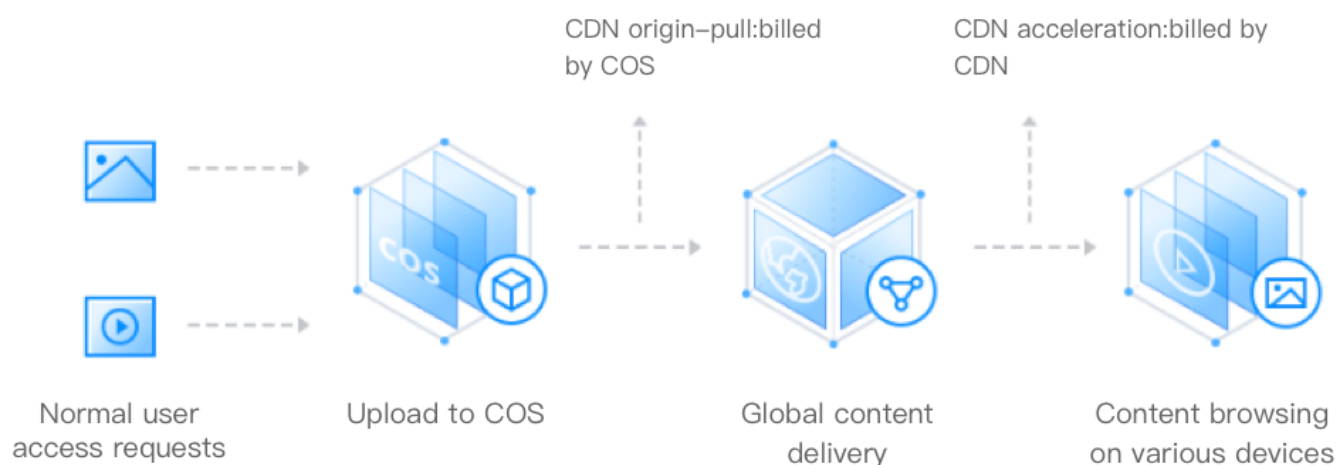 CDN origin–pull:billed
by COS
CDN acceleration:billed by
CDN
COS
Normal user
access requests
Upload to COS
Global content
delivery
Content browsing
on various devices